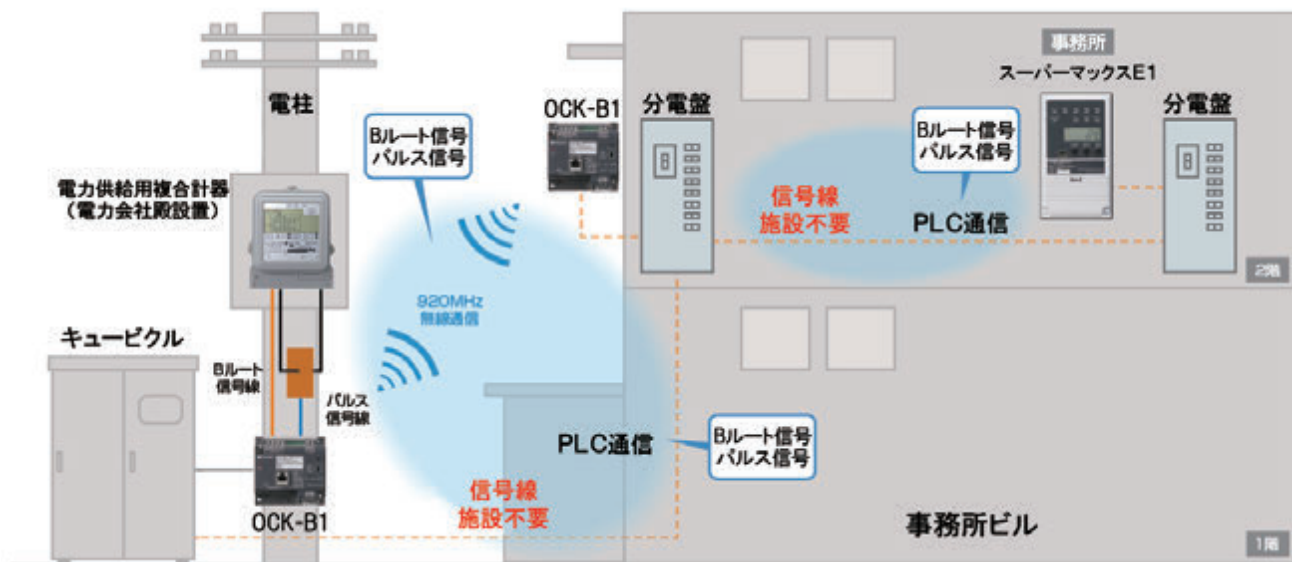 電柱
電力供給用複合計器
（電力会社殿設置）
キュービクル
Bルート
信号線
パルス
信号線
OCK-B1
Bルート信号
パルス信号
920MHz
無線通信
信号線
施設不要
PLC通信
Bルート信号
パルス信号
OCK-B1
分電盤
信号線
施設不要
Bルート信号
パルス信号
PLC通信
事務所
スーパーマックスE1
分電盤
2階
事務所ビル
1階